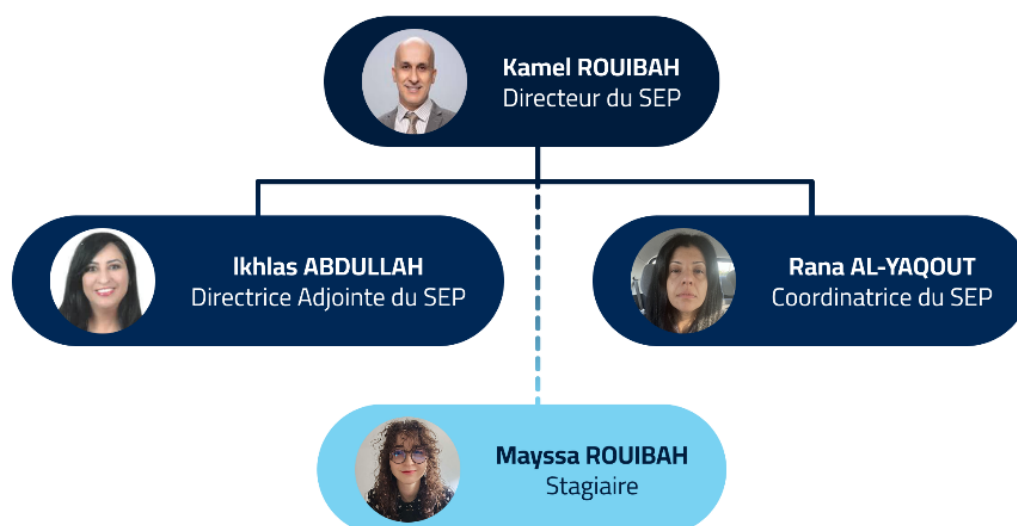 Kamel ROUIBAH
Directeur du SEP
Ikhlas ABDULLAH
Directrice Adjointe du SEP
Rana AL-YAQOUT
Coordinatrice du SEP
Mayssa ROUIBAH
Stagiaire